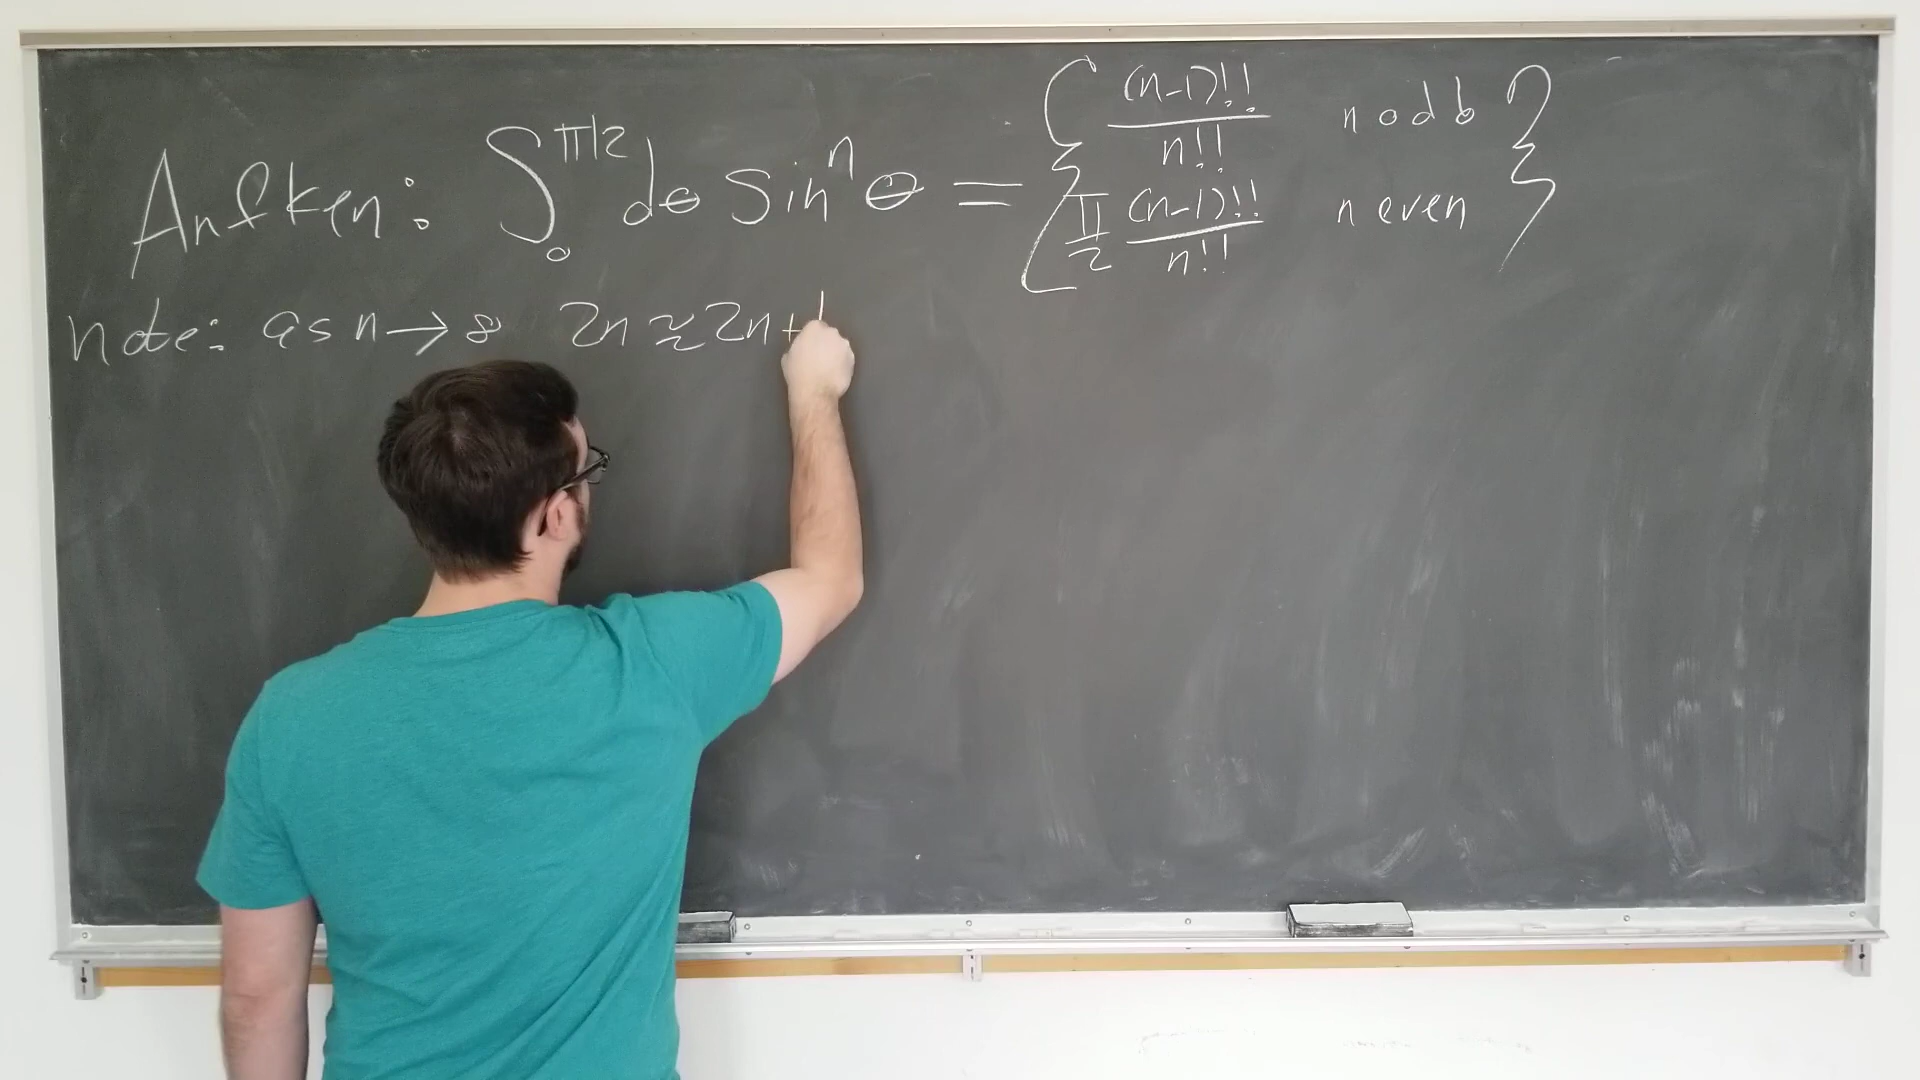 Arfken: ∫₀^(π/2) dθ sinⁿθ = { (n-1)!!/n!! n odd
π/2 (n-1)!!/n!! n even }
note: as n → ∞ 2n ≈ 2n+1